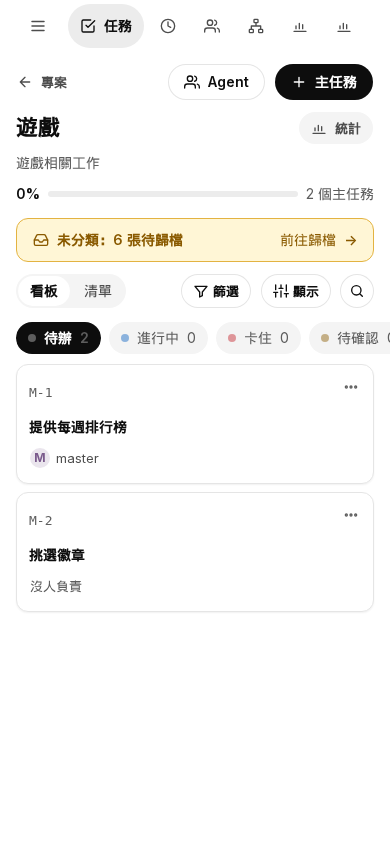 任務
專案
Agent
主任務
遊戲
統計
遊戲相關工作
0%
2 個主任務
未分類: 6 張待歸檔
前往歸檔
看板
清單
篩選
顯示
待辦 2
進行中 0
卡住 0
待確認
M-1
提供每週排行榜
M master
M-2
挑選徽章
沒人負責